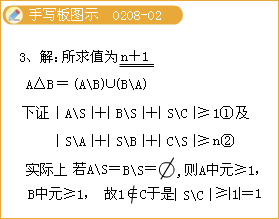 手写板图示 0208-02
3、解: 所求值为n+1
A△B = (A\B)∪(B\A)
下证 | A\S |+| B\S |+| S\C |≥1①及
| S\A |+| S\B |+| C\S |≥n②
实际上 若A\S=B\S=∅,则A中元≥1,
B中元≥1, 故1∉C于是| S\C |≥|1|=1